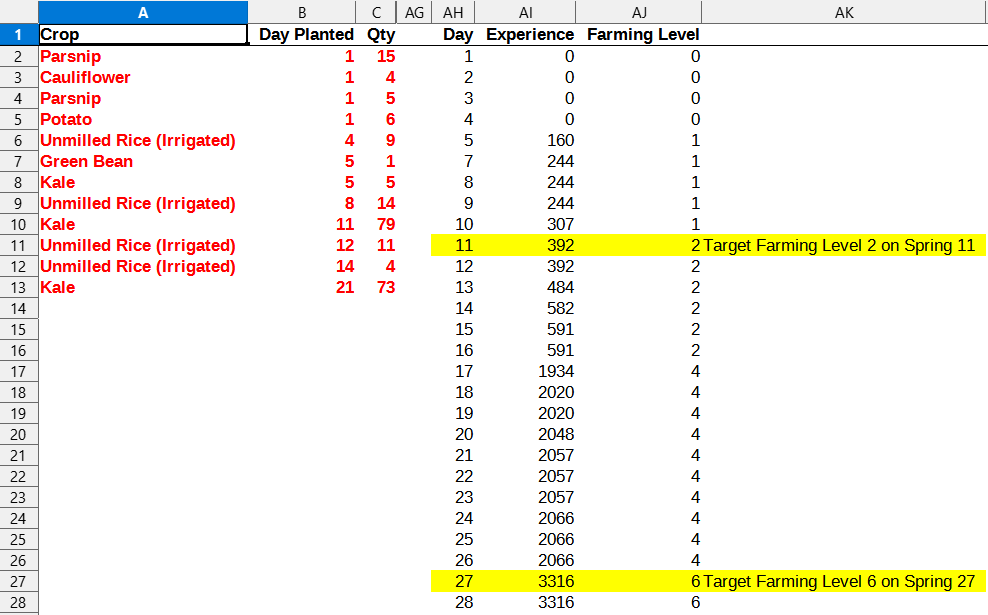 A B C AG AH AI AJ AK
1 Crop Day Planted Qty Day Experience Farming Level
2 Parsnip 1 15 1 0 0
3 Cauliflower 1 4 2 0 0
4 Parsnip 1 5 3 0 0
5 Potato 1 6 4 0 0
6 Unmilled Rice (Irrigated) 4 9 5 160 1
7 Green Bean 5 1 7 244 1
8 Kale 5 5 8 244 1
9 Unmilled Rice (Irrigated) 8 14 9 244 1
10 Kale 11 79 10 307 1
11 Unmilled Rice (Irrigated) 12 11 11 392 2 Target Farming Level 2 on Spring 11
12 Unmilled Rice (Irrigated) 14 4 12 392 2
13 Kale 21 73 13 484 2
14 14 582 2
15 15 591 2
16 16 591 2
17 17 1934 4
18 18 2020 4
19 19 2020 4
20 20 2048 4
21 21 2057 4
22 22 2057 4
23 23 2057 4
24 24 2066 4
25 25 2066 4
26 26 2066 4
27 27 3316 6 Target Farming Level 6 on Spring 27
28 28 3316 6